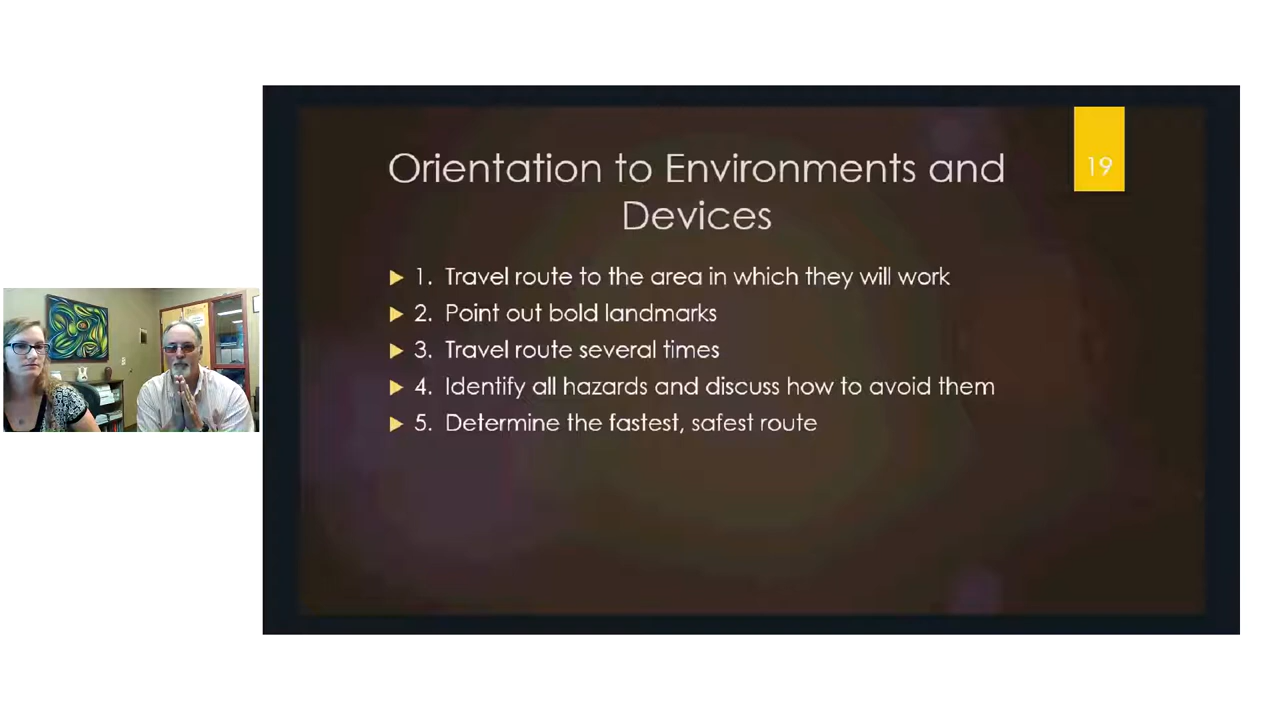 Orientation to Environments and
Devices
19
1. Travel route to the area in which they will work
2. Point out bold landmarks
3. Travel route several times
4. Identify all hazards and discuss how to avoid them
5. Determine the fastest, safest route